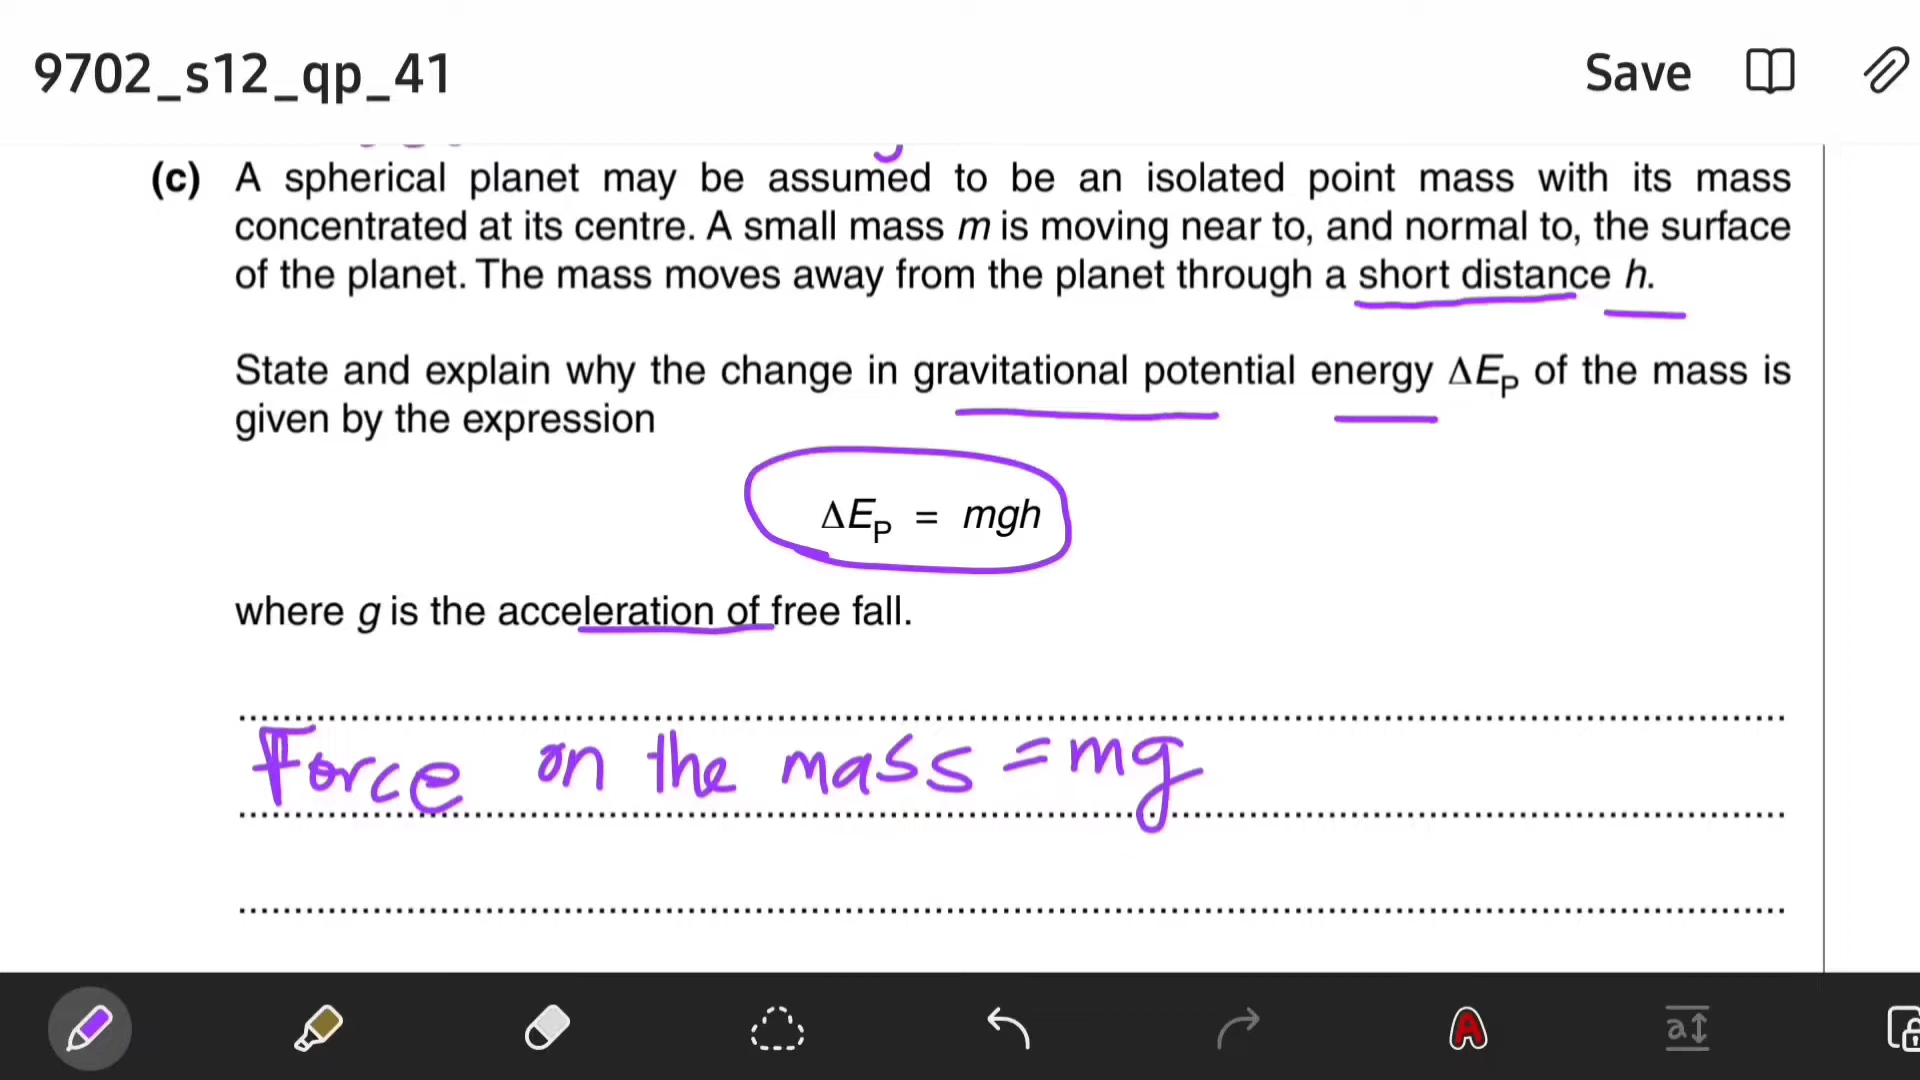 9702_s12_qp_41
Save
(c) A spherical planet may be assumed to be an isolated point mass with its mass
concentrated at its centre. A small mass m is moving near to, and normal to, the surface
of the planet. The mass moves away from the planet through a short distance h.
State and explain why the change in gravitational potential energy ΔEP of the mass is
given by the expression
ΔEP = mgh
where g is the acceleration of free fall.
Force on the mass = mg
A
a